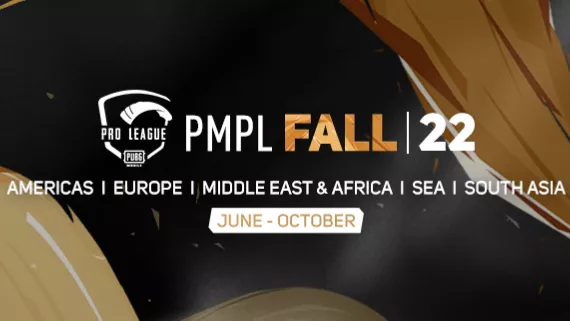 PRO LEAGUE
PUBG
MOBILE
PMPL FALL | 22
AMERICAS | EUROPE | MIDDLE EAST & AFRICA | SEA | SOUTH ASIA
JUNE - OCTOBER